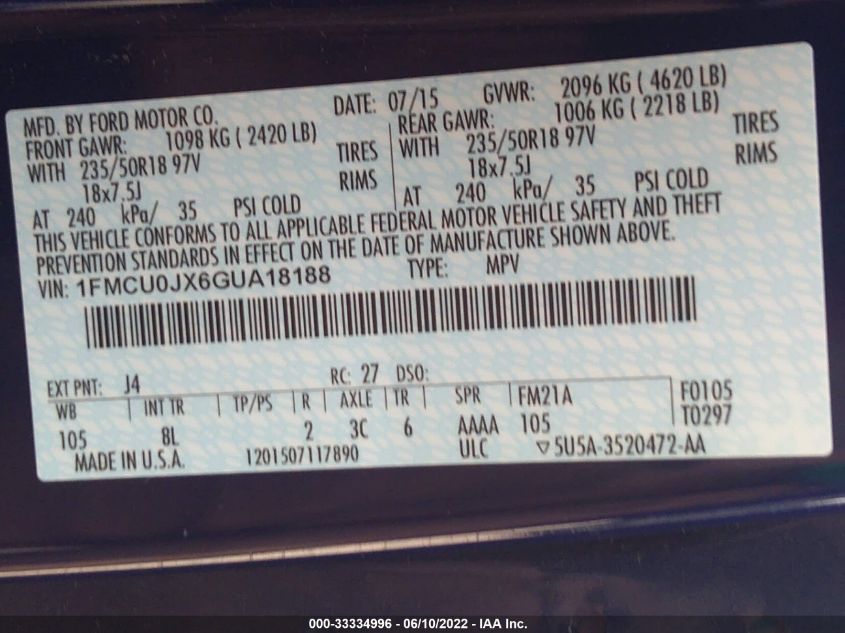 MFD. BY FORD MOTOR CO. DATE: 07/15 GVWR: 2096 KG ( 4620 LB)
FRONT GAWR: 1098 KG ( 2420 LB) REAR GAWR: 1006 KG ( 2218 LB)
WITH 235/50R18 97V TIRES WITH 235/50R18 97V TIRES
18x7.5J RIMS 18x7.5J RIMS
AT 240 kPa/ 35 PSI COLD AT 240 kPa/ 35 PSI COLD
THIS VEHICLE CONFORMS TO ALL APPLICABLE FEDERAL MOTOR VEHICLE SAFETY AND THEFT
PREVENTION STANDARDS IN EFFECT ON THE DATE OF MANUFACTURE SHOWN ABOVE.
VIN: 1FMCU0JX6GUA18188 TYPE: MPV
EXT PNT: J4 RC: 27 DSO:
WB INT TR TP/PS R AXLE TR SPR FM21A F0105
105 8L 2 3C 6 AAAA 105 T0297
MADE IN U.S.A. 1201507117890 ULC ▽5U5A-3520472-AA
000-33334996 - 06/10/2022 - IAA Inc.